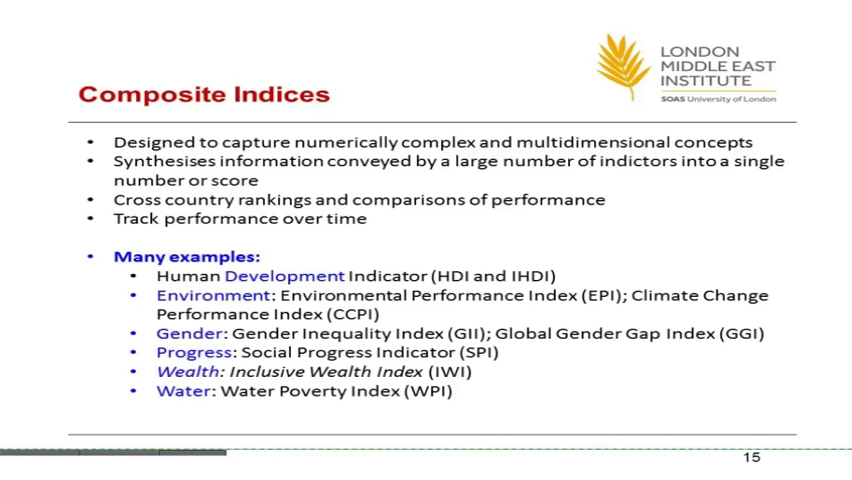 LONDON
MIDDLE EAST
INSTITUTE
SOAS University of London
Composite Indices
• Designed to capture numerically complex and multidimensional concepts
• Synthesises information conveyed by a large number of indictors into a single
number or score
• Cross country rankings and comparisons of performance
• Track performance over time
• Many examples:
• Human Development Indicator (HDI and IHDI)
• Environment: Environmental Performance Index (EPI); Climate Change
Performance Index (CCPI)
• Gender: Gender Inequality Index (GII); Global Gender Gap Index (GGI)
• Progress: Social Progress Indicator (SPI)
• Wealth: Inclusive Wealth Index (IWI)
• Water: Water Poverty Index (WPI)
15